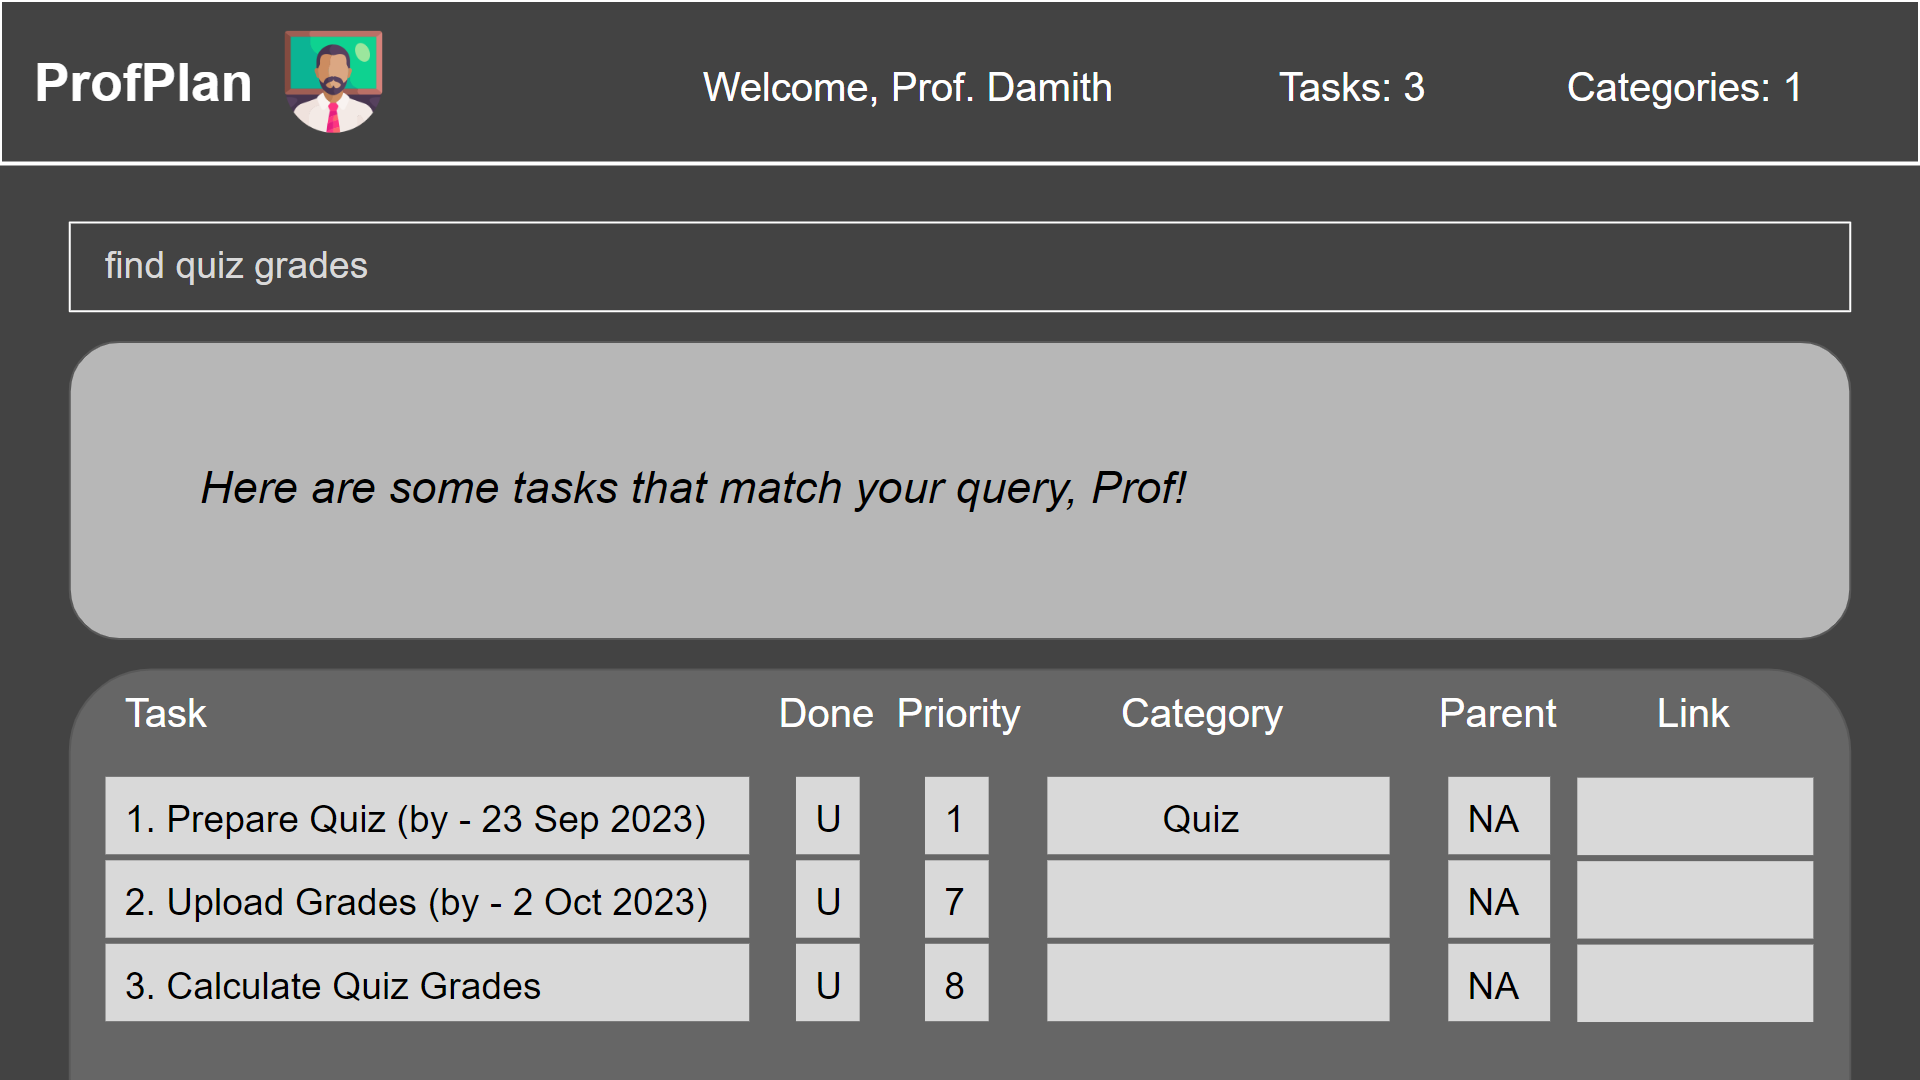 ProfPlan
Welcome, Prof. Damith
Tasks: 3
Categories: 1
find quiz grades
Here are some tasks that match your query, Prof!
Task Done Priority Category Parent Link
1. Prepare Quiz (by - 23 Sep 2023) U 1 Quiz NA
2. Upload Grades (by - 2 Oct 2023) U 7 NA
3. Calculate Quiz Grades U 8 NA